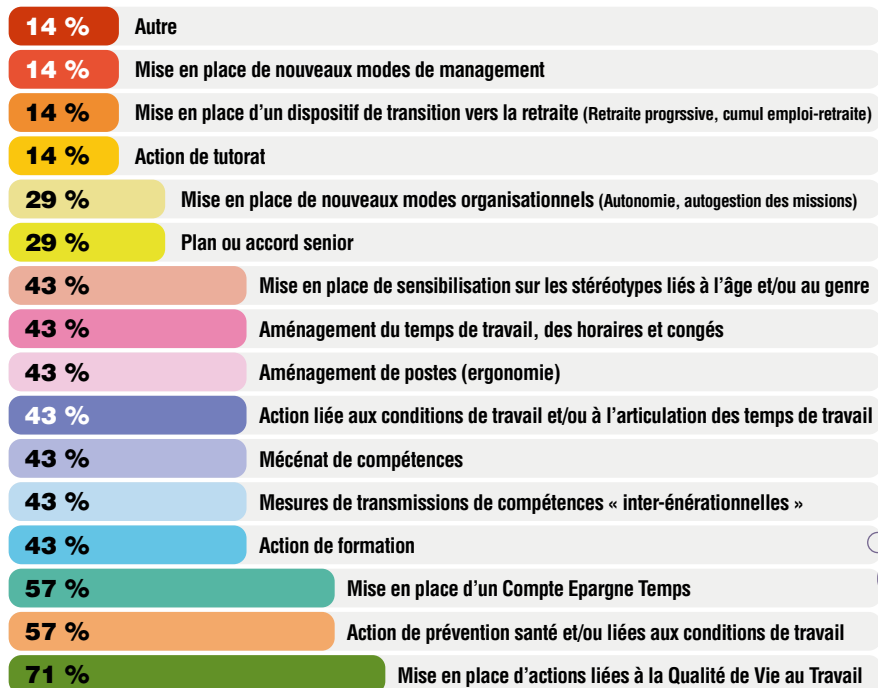 14 % Autre
14 % Mise en place de nouveaux modes de management
14 % Mise en place d'un dispositif de transition vers la retraite (Retraite progrssive, cumul emploi-retraite)
14 % Action de tutorat
29 % Mise en place de nouveaux modes organisationnels (Autonomie, autogestion des missions)
29 % Plan ou accord senior
43 % Mise en place de sensibilisation sur les stéréotypes liés à l'âge et/ou au genre
43 % Aménagement du temps de travail, des horaires et congés
43 % Aménagement de postes (ergonomie)
43 % Action liée aux conditions de travail et/ou à l'articulation des temps de travail
43 % Mécénat de compétences
43 % Mesures de transmissions de compétences « inter-énérationnelles »
43 % Action de formation
57 % Mise en place d'un Compte Epargne Temps
57 % Action de prévention santé et/ou liées aux conditions de travail
71 % Mise en place d'actions liées à la Qualité de Vie au Travail